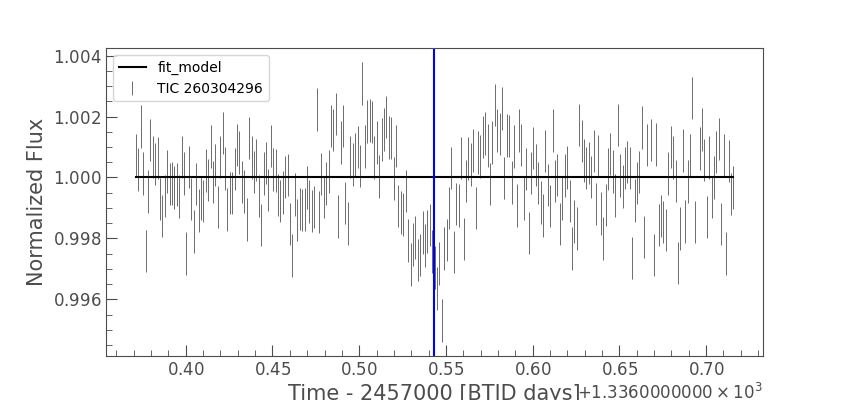 1.004
1.002
1.000
0.998
0.996
Normalized Flux
fit_model
TIC 260304296
0.40 0.45 0.50 0.55 0.60 0.65 0.70
Time - 2457000 [BTJD days]
+1.3360000000 × 10³